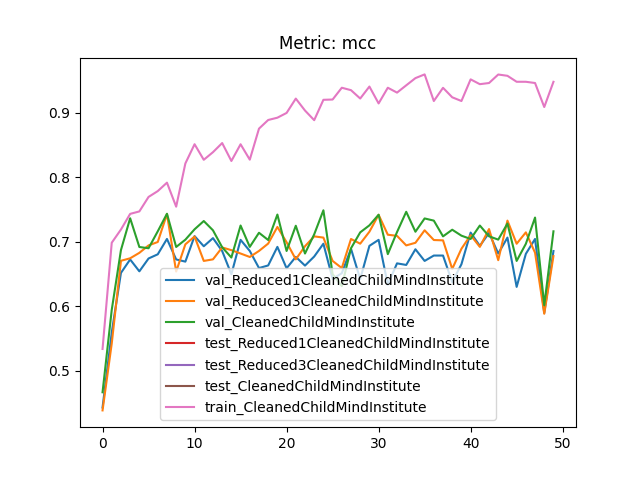 Metric: mcc
0.9
0.8
0.7
0.6
0.5
val_Reduced1CleanedChildMindInstitute
val_Reduced3CleanedChildMindInstitute
val_CleanedChildMindInstitute
test_Reduced1CleanedChildMindInstitute
test_Reduced3CleanedChildMindInstitute
test_CleanedChildMindInstitute
train_CleanedChildMindInstitute
0 10 20 30 40 50